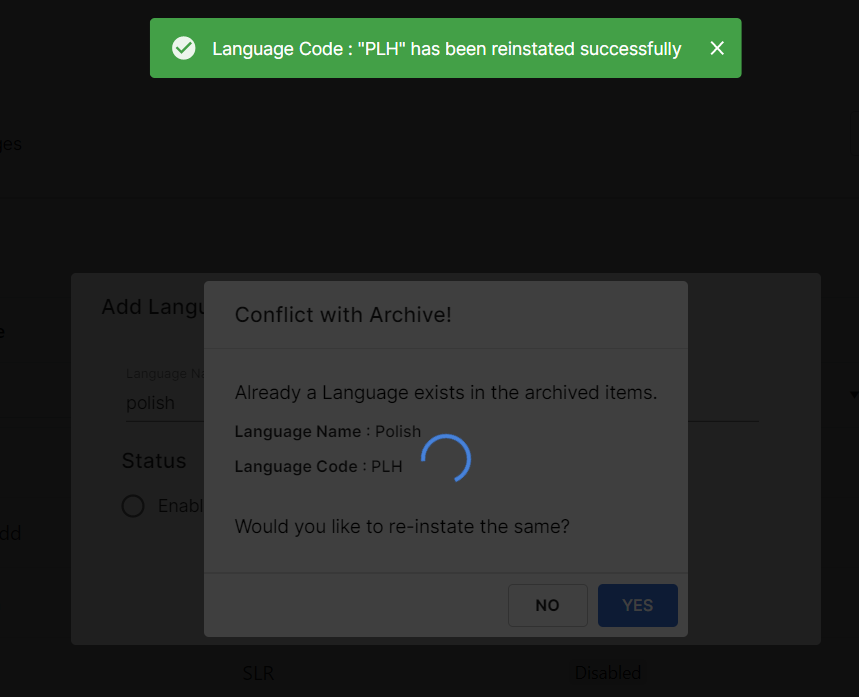 Language Code : "PLH" has been reinstated successfully
Add Langu
Conflict with Archive!
Language Na
polish
Already a Language exists in the archived items.
Language Name : Polish
Language Code : PLH
Status
Enabl
Would you like to re-instate the same?
NO
YES
SLR
Disabled